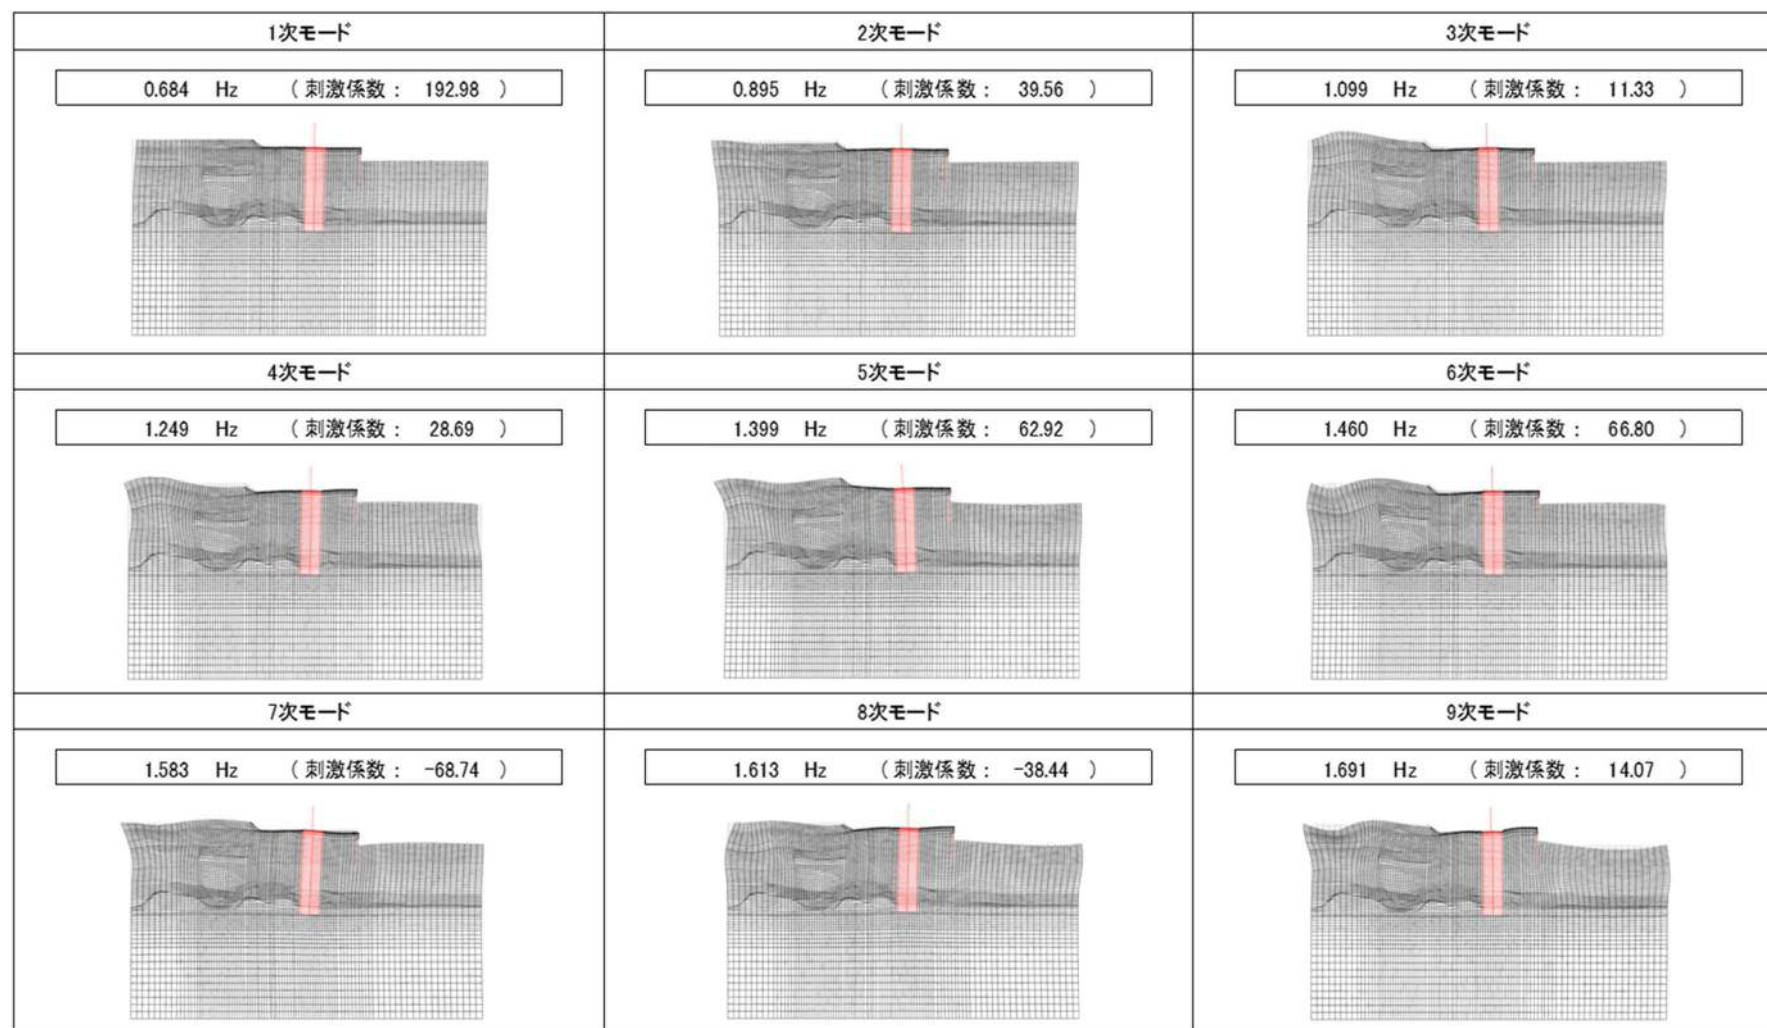 1次モード 2次モード 3次モード
0.684 Hz （ 刺激係数 ： 192.98 ） 0.895 Hz （ 刺激係数 ： 39.56 ） 1.099 Hz （ 刺激係数 ： 11.33 ）
4次モード 5次モード 6次モード
1.249 Hz （ 刺激係数 ： 28.69 ） 1.399 Hz （ 刺激係数 ： 62.92 ） 1.460 Hz （ 刺激係数 ： 66.80 ）
7次モード 8次モード 9次モード
1.583 Hz （ 刺激係数 ： -68.74 ） 1.613 Hz （ 刺激係数 ： -38.44 ） 1.691 Hz （ 刺激係数 ： 14.07 ）